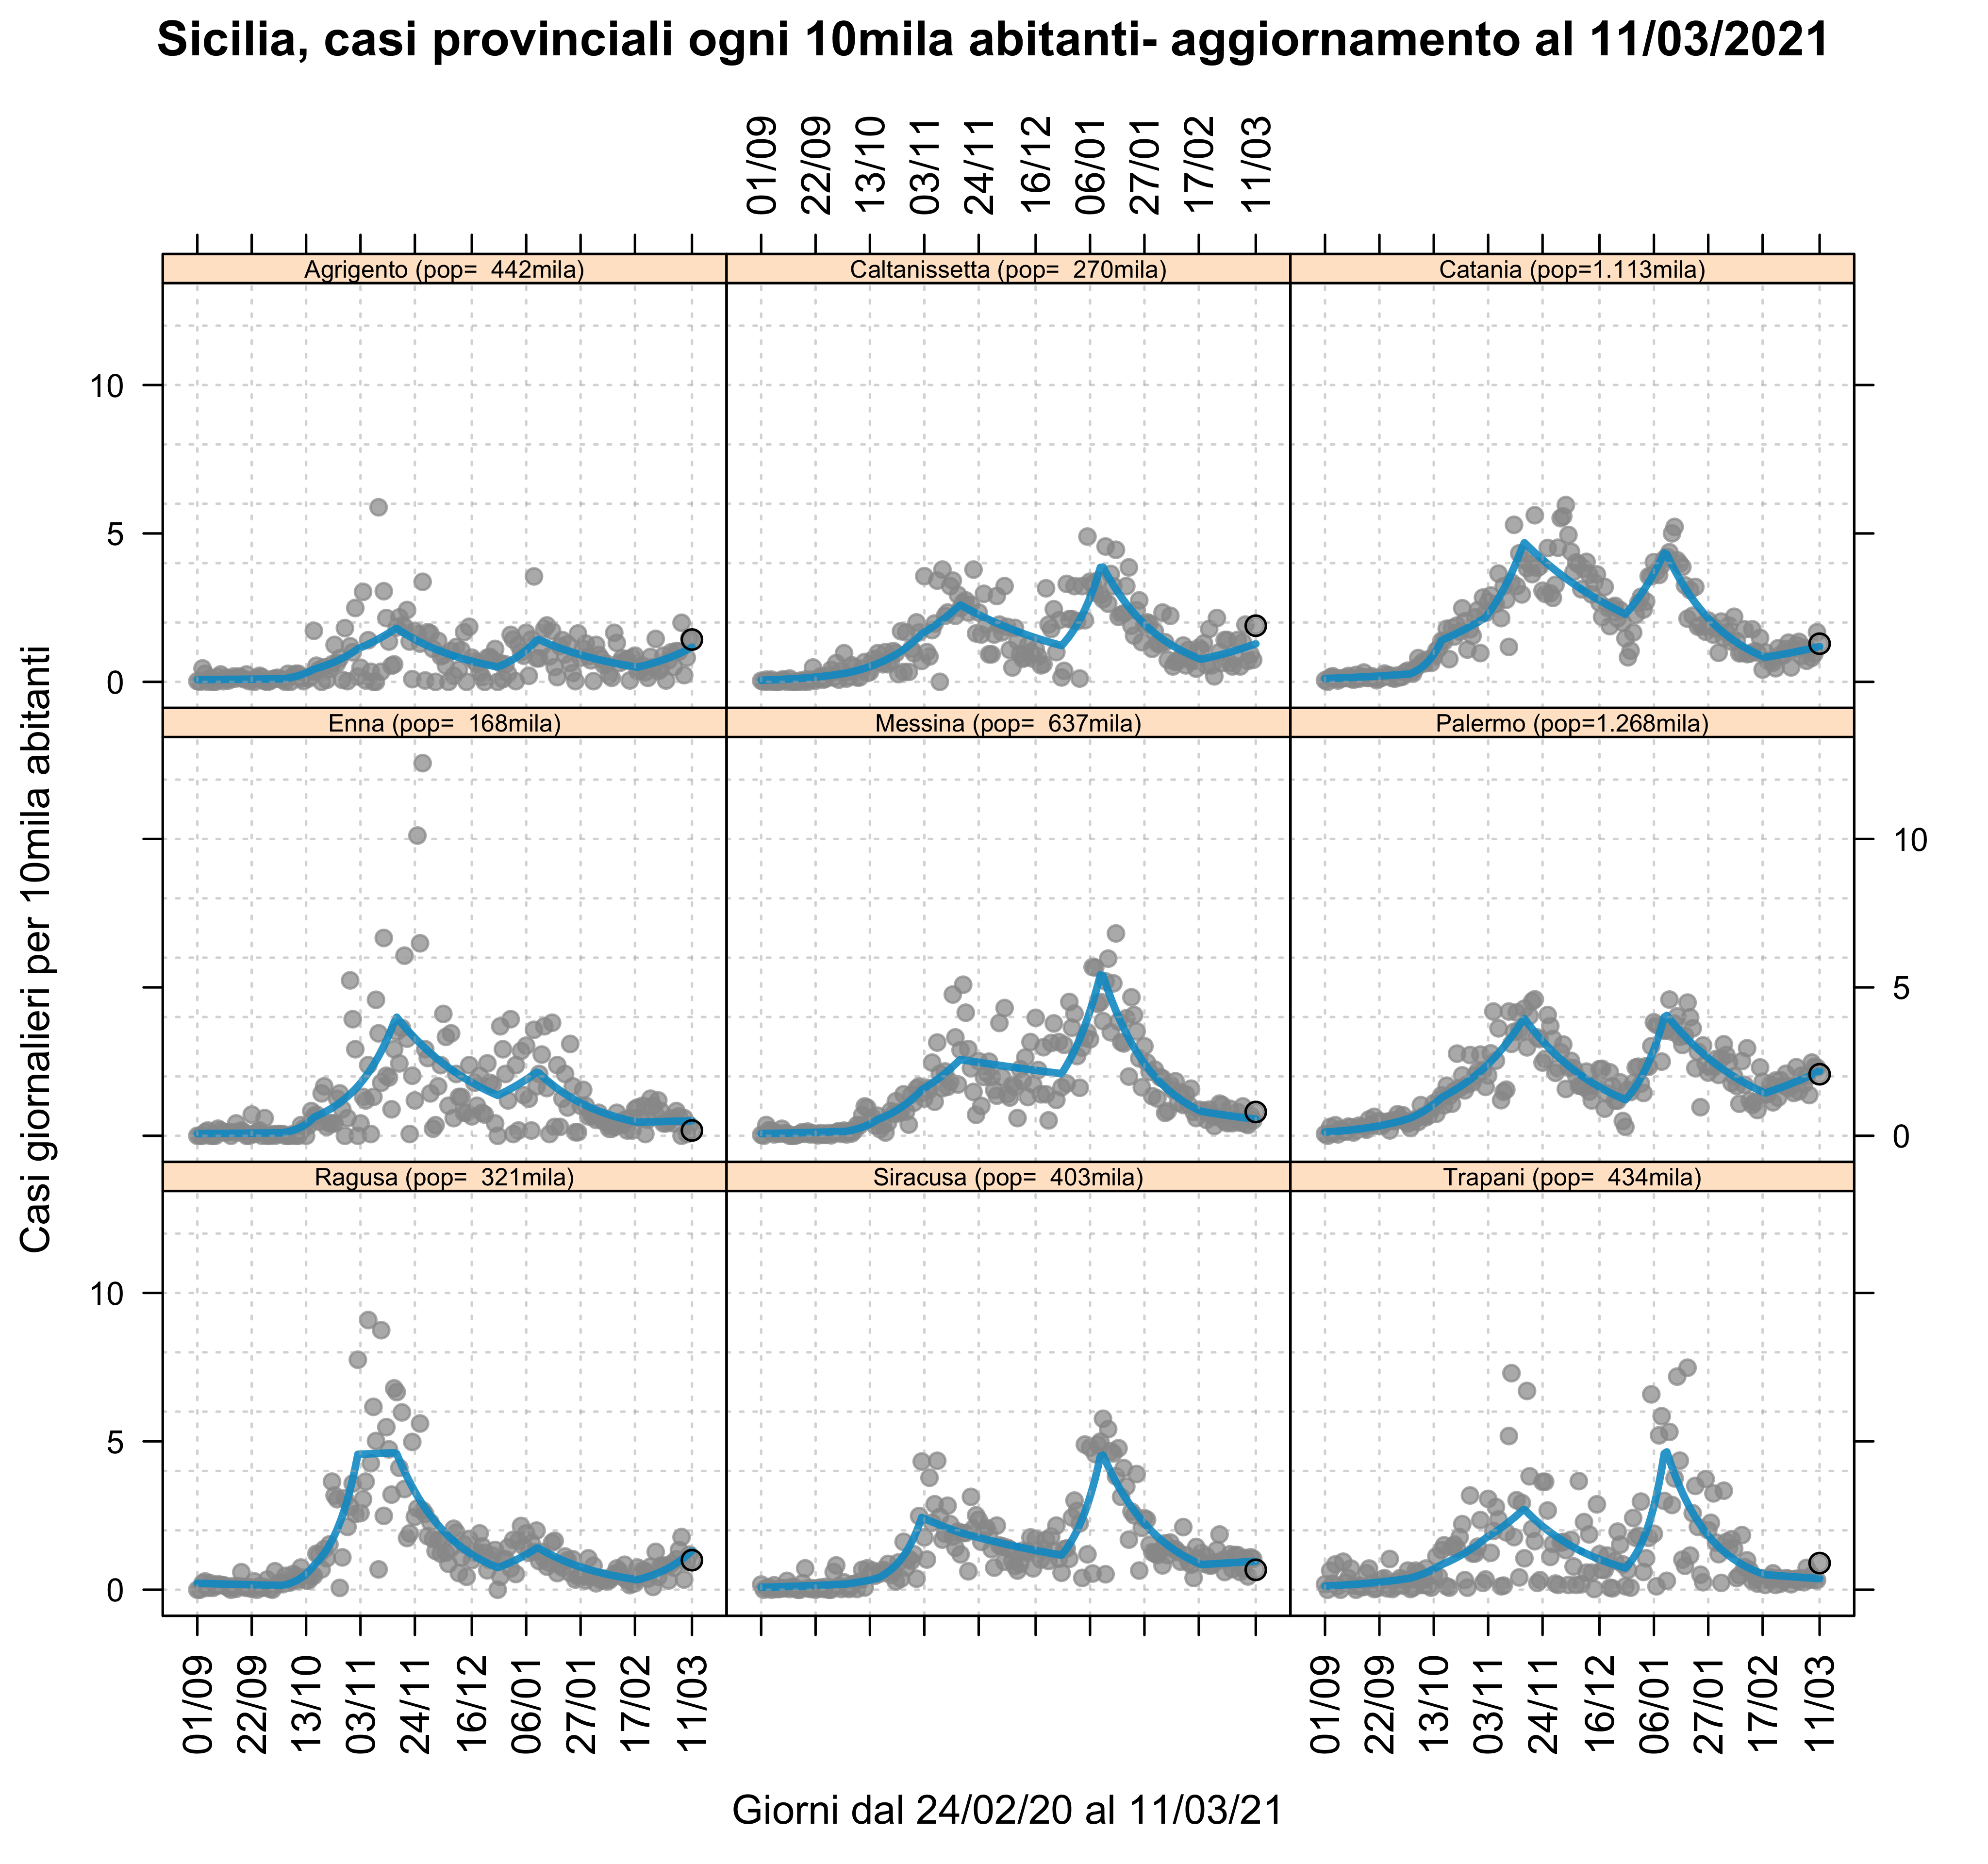 Sicilia, casi provinciali ogni 10mila abitanti- aggiornamento al 11/03/2021
01/09 22/09 13/10 03/11 24/11 16/12 06/01 27/01 17/02 11/03
Agrigento (pop=  442mila)
Caltanissetta (pop=  270mila)
Catania (pop=1.113mila)
10
5
0
Enna (pop=  168mila)
Messina (pop=  637mila)
Palermo (pop=1.268mila)
10
5
0
Casi giornalieri per 10mila abitanti
Ragusa (pop=  321mila)
Siracusa (pop=  403mila)
Trapani (pop=  434mila)
10
5
0
01/09 22/09 13/10 03/11 24/11 16/12 06/01 27/01 17/02 11/03
01/09 22/09 13/10 03/11 24/11 16/12 06/01 27/01 17/02 11/03
Giorni dal 24/02/20 al 11/03/21